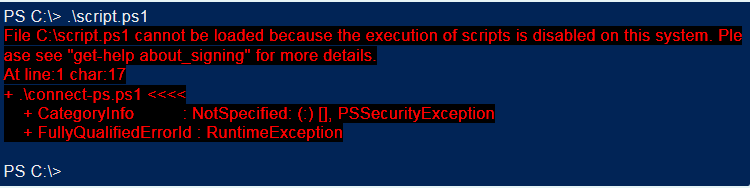 PS C:\> .\script.ps1
File C:\script.ps1 cannot be loaded because the execution of scripts is disabled on this system. Ple
ase see "get-help about_signing" for more details.
At line:1 char:17
+ .\connect-ps.ps1 <<<<
+ CategoryInfo : NotSpecified: (:) [], PSSecurityException
+ FullyQualifiedErrorId : RuntimeException
PS C:\>